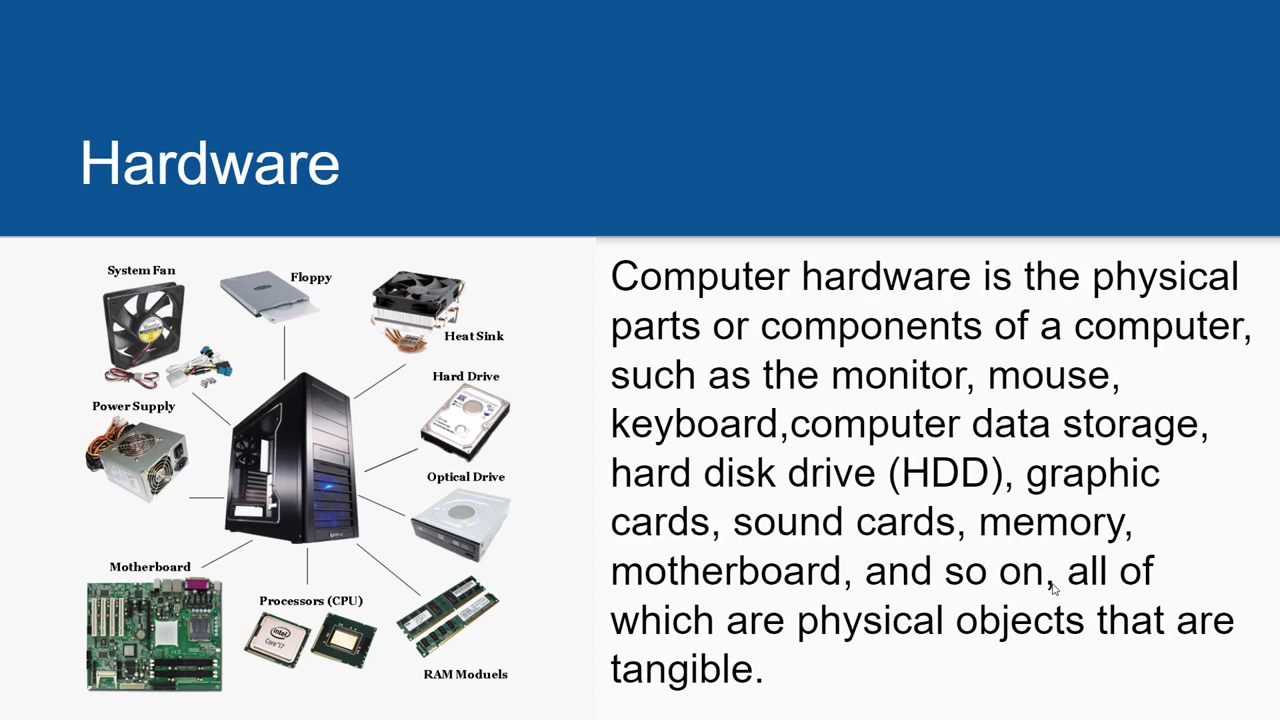 Hardware
System Fan
Floppy
Heat Sink
Hard Drive
Power Supply
Optical Drive
Motherboard
Processors (CPU)
intel
Core i7
RAM Moduels
Computer hardware is the physical
parts or components of a computer,
such as the monitor, mouse,
keyboard,computer data storage,
hard disk drive (HDD), graphic
cards, sound cards, memory,
motherboard, and so on, all of
which are physical objects that are
tangible.